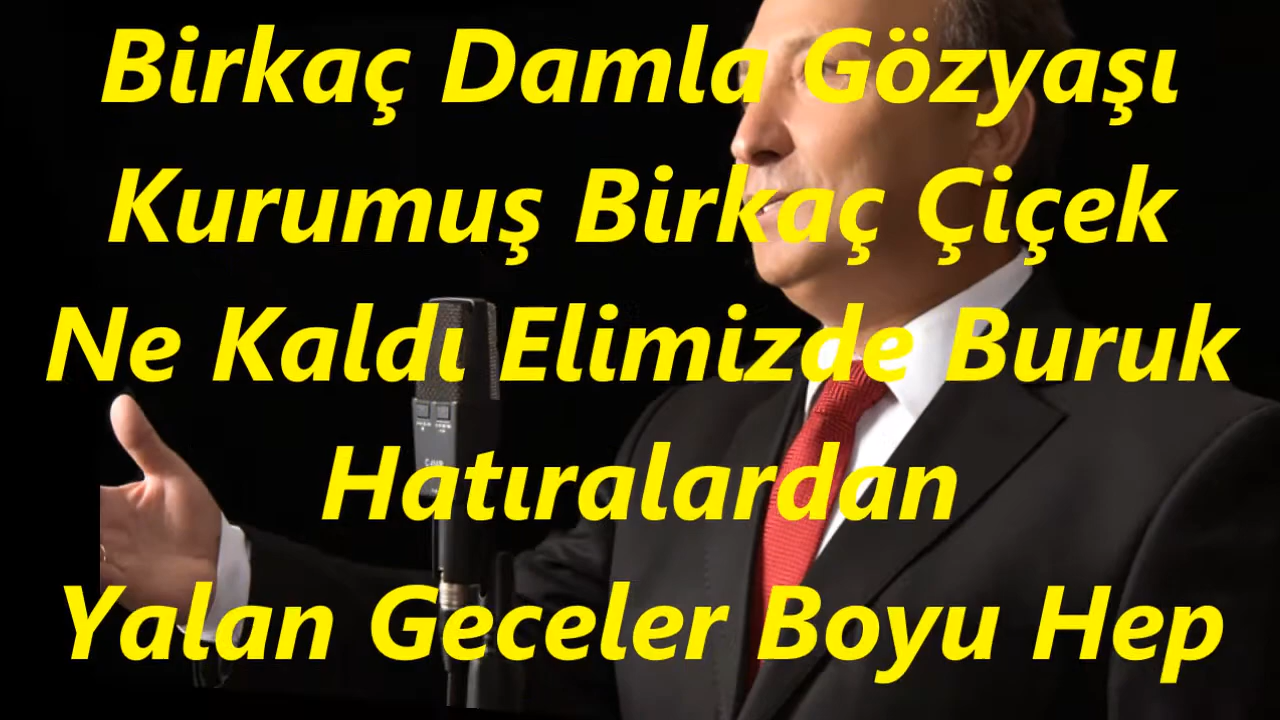 Birkaç Damla Gözyaşı
Kurumuş Birkaç Çiçek
Ne Kaldı Elimizde Buruk
Hatıralardan
Yalan Geceler Boyu Hep